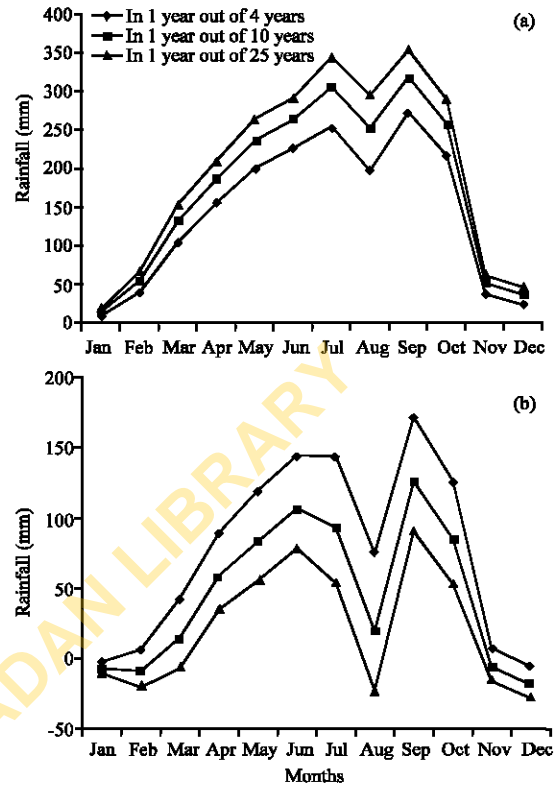 (a)
In 1 year out of 4 years
In 1 year out of 10 years
In 1 year out of 25 years
400
350
300
250
200
150
100
50
0
Rainfall (mm)
Jan Feb Mar Apr May Jun Jul Aug Sep Oct Nov Dec
(b)
200
150
100
50
0
-50
Rainfall (mm)
Jan Feb Mar Apr May Jun Jul Aug Sep Oct Nov Dec
Months
ADAN LIBRARY